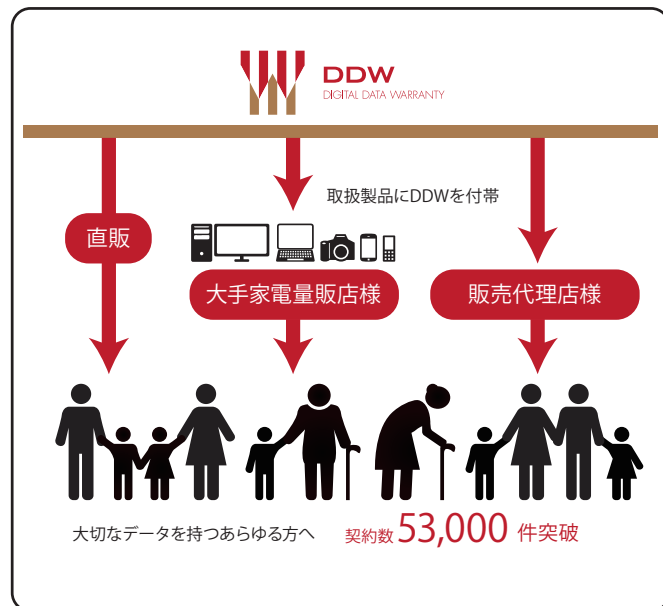 DDW
DIGITAL DATA WARRANTY
取扱製品にDDWを付帯
直販
大手家電量販店様
販売代理店様
大切なデータを持つあらゆる方へ
契約数 53,000 件突破